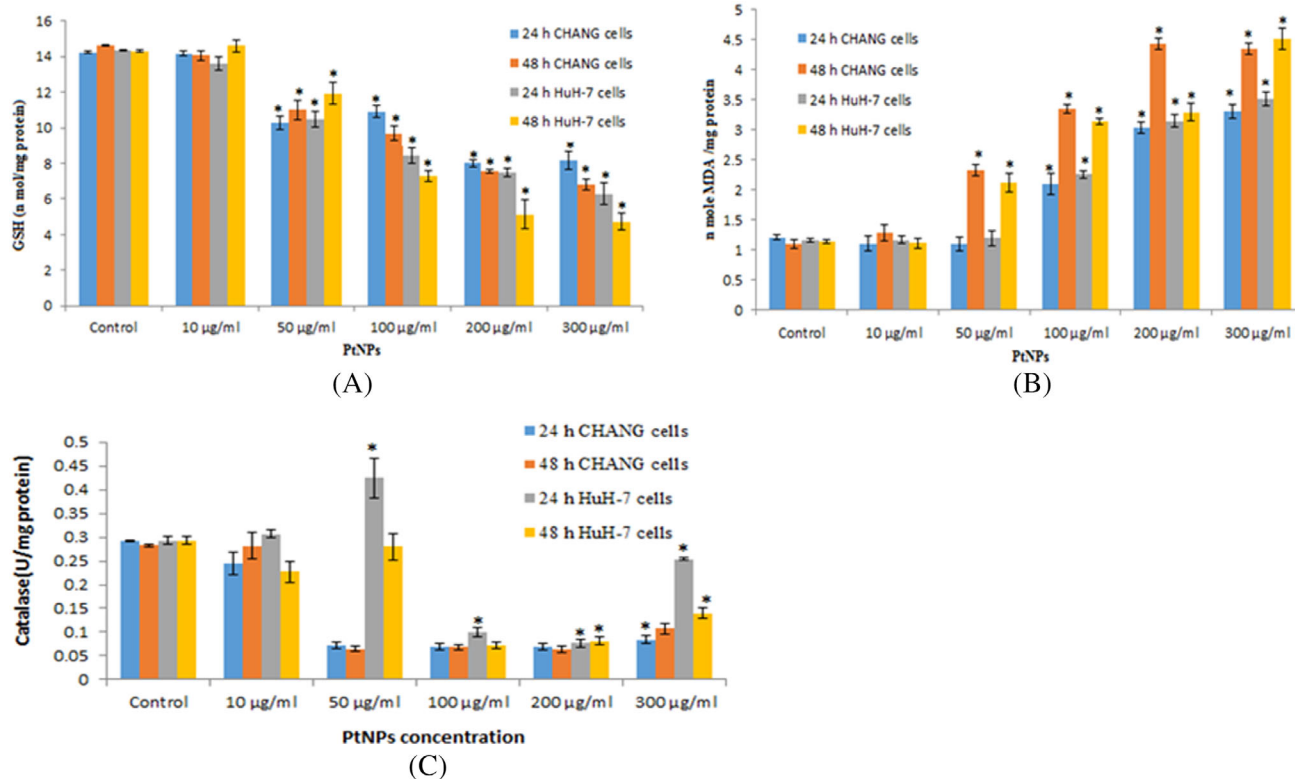 16
14
12
10
8
6
4
2
0
GSH (n mol/mg protein)
24 h CHANG cells
48 h CHANG cells
24 h HuH-7 cells
48 h HuH-7 cells
* * * *
* * * *
* * * *
* * * *
Control 10 µg/ml 50 µg/ml 100 µg/ml 200 µg/ml 300 µg/ml
PtNPs
(A)
5
4.5
4
3.5
3
2.5
2
1.5
1
0.5
0
n mole MDA /mg protein
24 h CHANG cells
48 h CHANG cells
24 h HuH-7 cells
48 h HuH-7 cells
* *
* * * *
* * * *
* * * *
Control 10 µg/ml 50 µg/ml 100 µg/ml 200 µg/ml 300 µg/ml
PtNPs
(B)
0.5
0.45
0.4
0.35
0.3
0.25
0.2
0.15
0.1
0.05
0
Catalase(U/mg protein)
24 h CHANG cells
48 h CHANG cells
24 h HuH-7 cells
48 h HuH-7 cells
*
*
* *
* * *
Control 10 µg/ml 50 µg/ml 100 µg/ml 200 µg/ml 300 µg/ml
PtNPs concentration
(C)